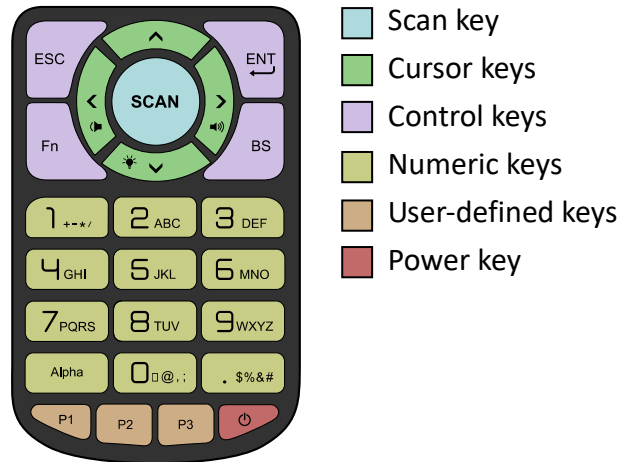 ESC
ENT
SCAN
Fn
BS
1 +-*/
2 ABC
3 DEF
4 GHI
5 JKL
6 MNO
7 PQRS
8 TUV
9 WXYZ
Alpha
0 ▯@,:
. $%&#
P1
P2
P3
Scan key
Cursor keys
Control keys
Numeric keys
User-defined keys
Power key